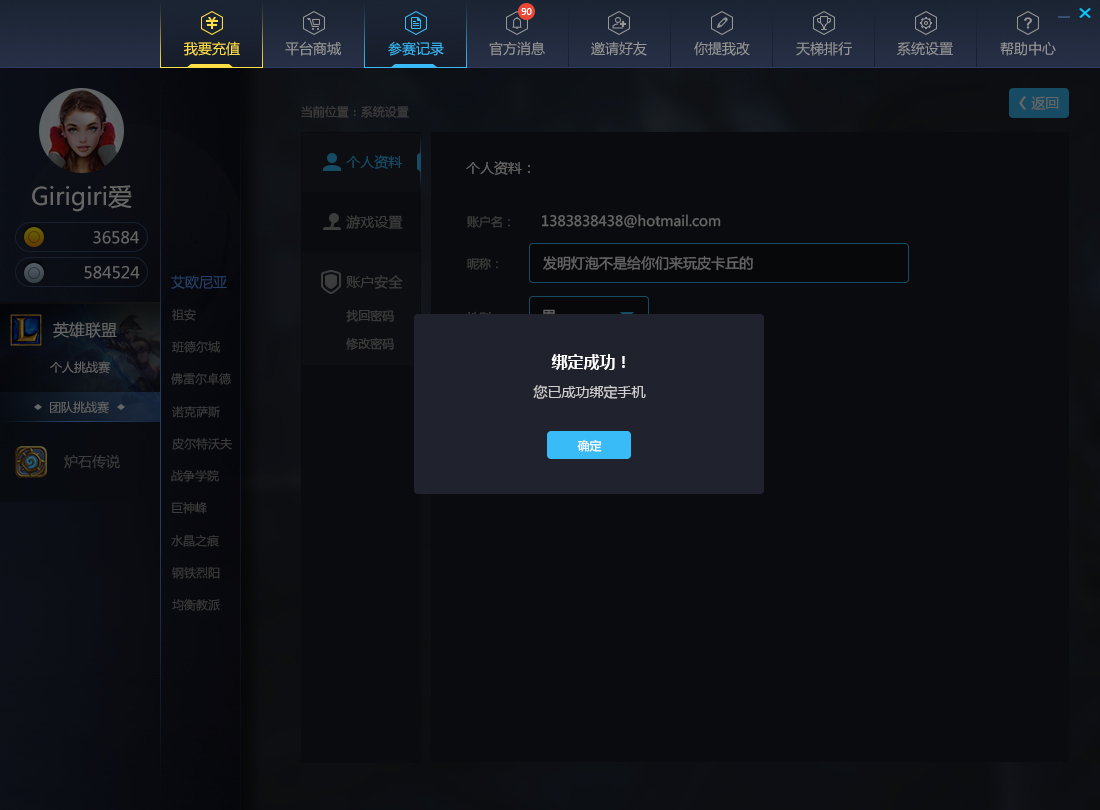 我要充值
平台商城
参赛记录
官方消息
90
邀请好友
你提我改
天梯排行
系统设置
帮助中心
Girigiri爱
36584
584524
英雄联盟
个人挑战赛
团队挑战赛
炉石传说
艾欧尼亚
祖安
班德尔城
佛雷尔卓德
诺克萨斯
皮尔特沃夫
战争学院
巨神峰
水晶之痕
钢铁烈阳
均衡教派
当前位置：系统设置
返回
个人资料
游戏设置
账户安全
找回密码
修改密码
个人资料：
账户名： 1383838438@hotmail.com
昵称： 发明灯泡不是给你们来玩皮卡丘的
绑定成功！
您已成功绑定手机
确定